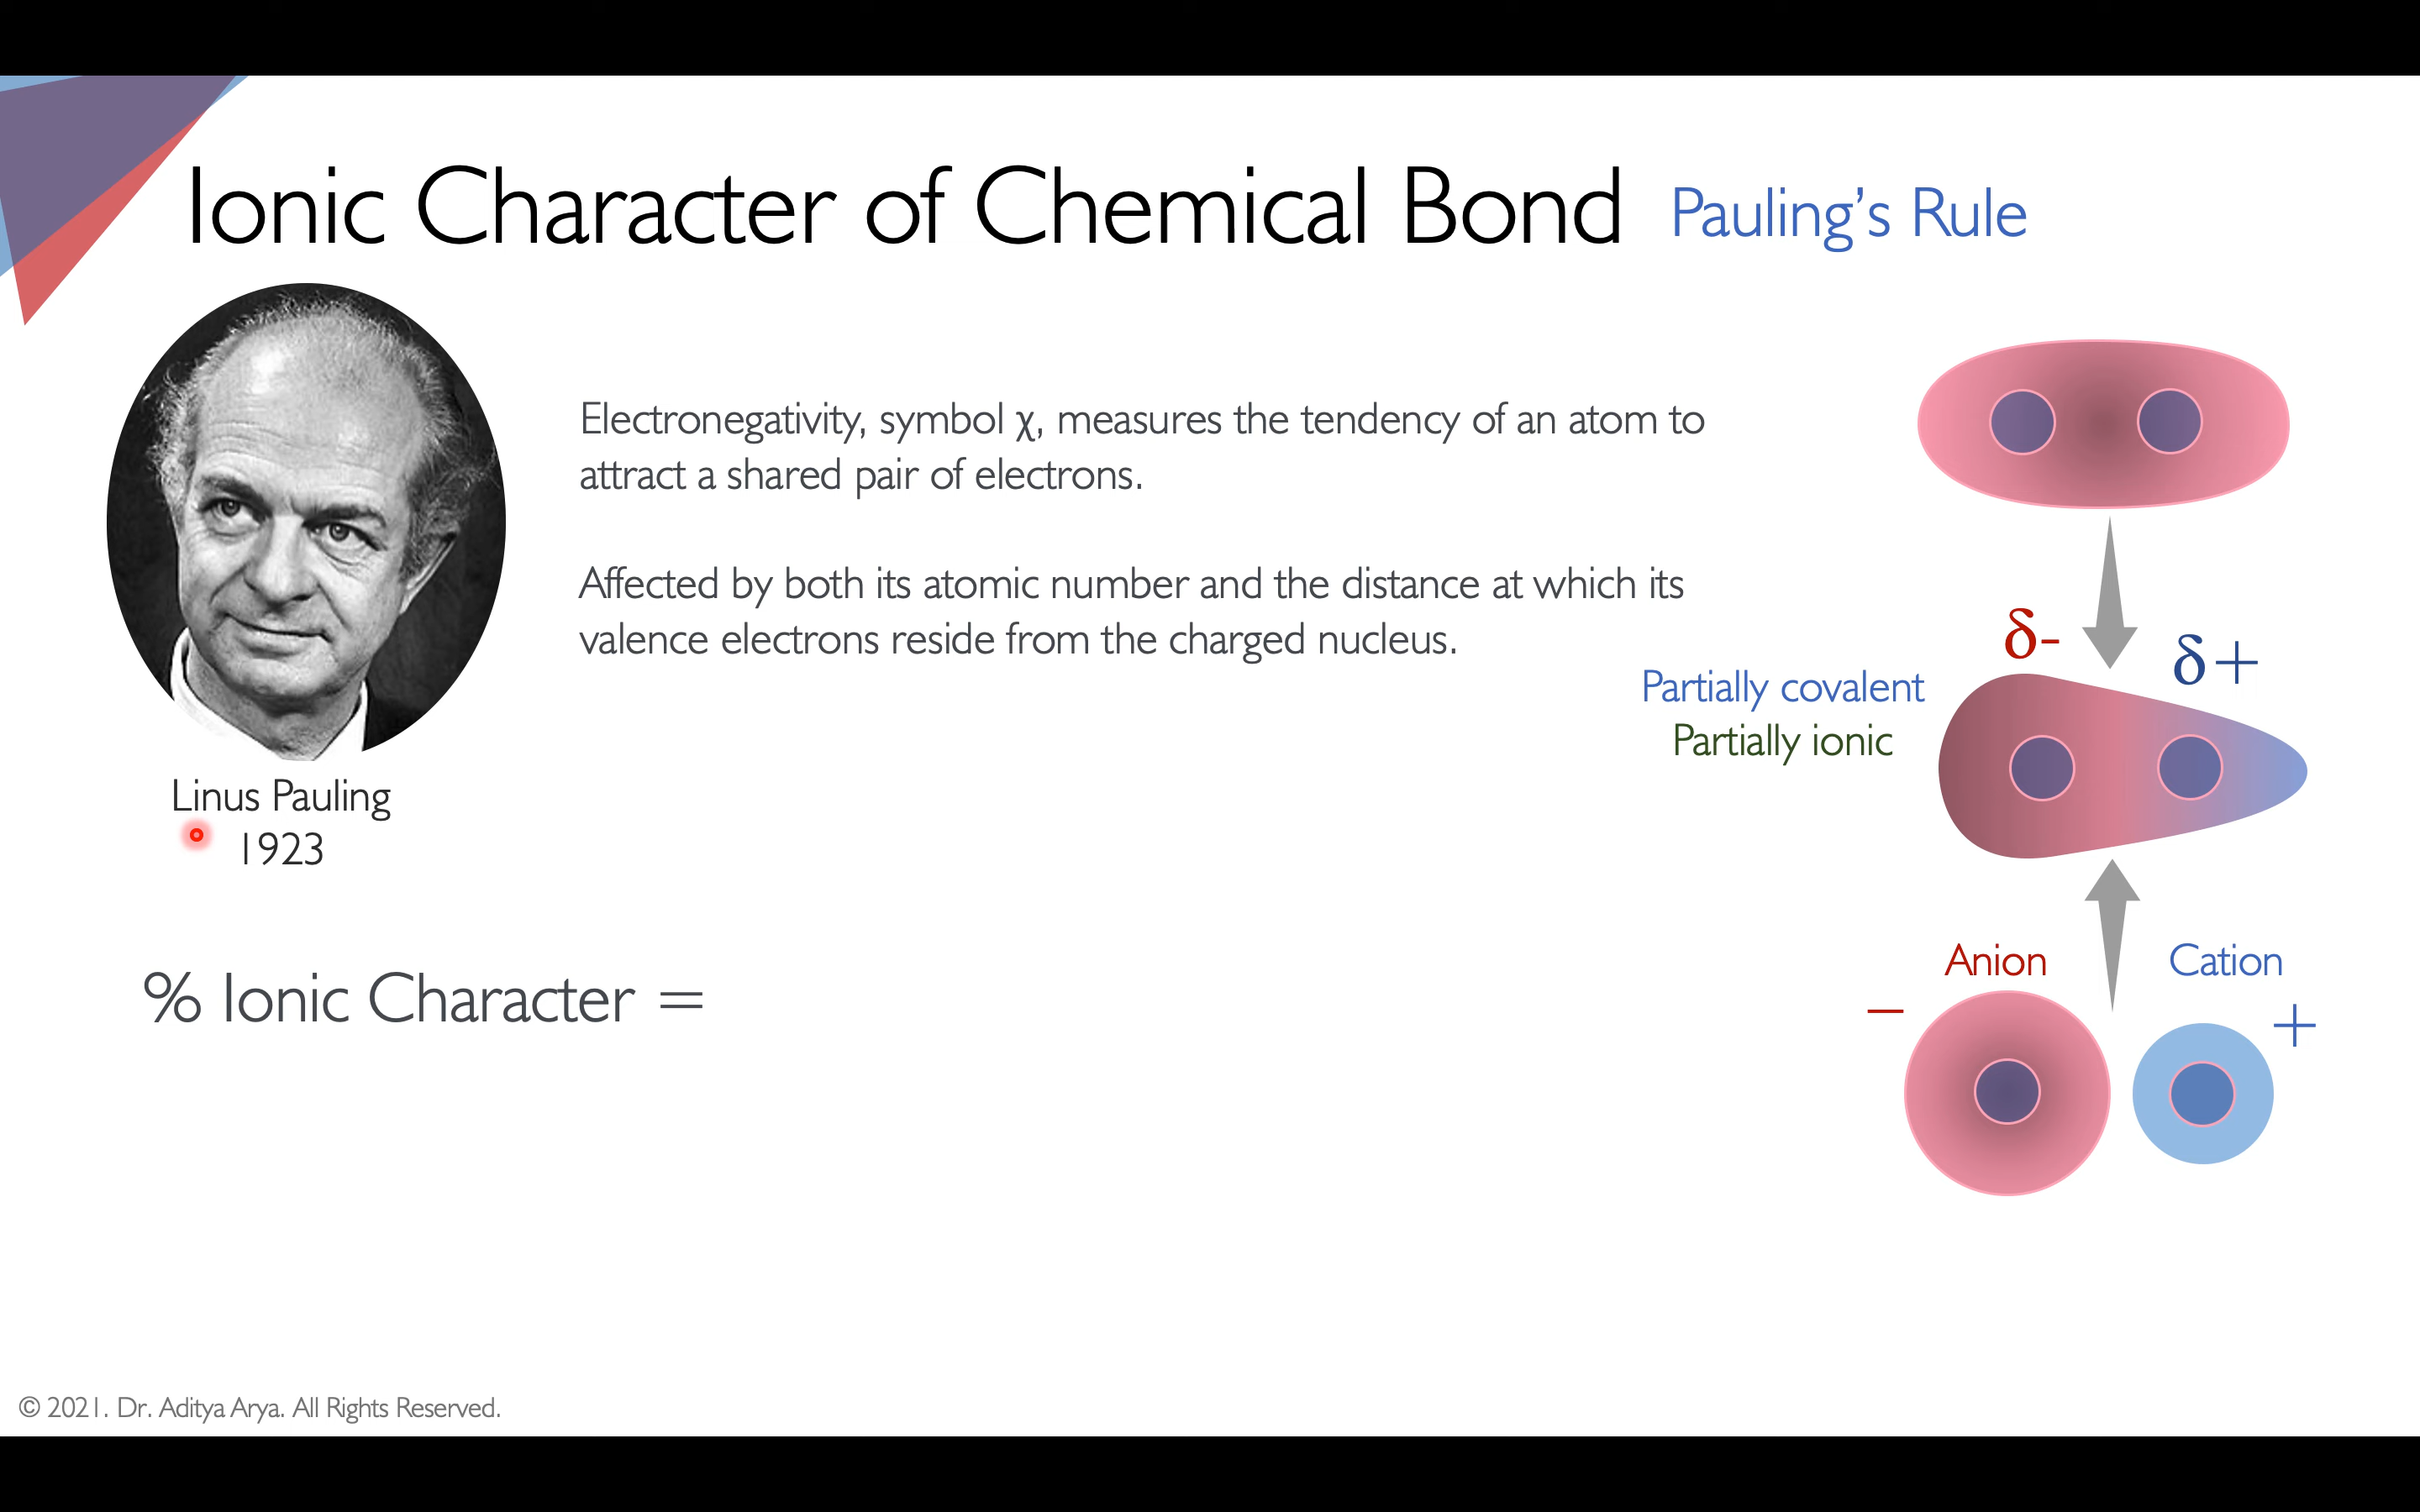 Ionic Character of Chemical Bond Pauling's Rule
Electronegativity, symbol χ, measures the tendency of an atom to
attract a shared pair of electrons.
Affected by both its atomic number and the distance at which its
valence electrons reside from the charged nucleus.
Linus Pauling
1923
% Ionic Character =
δ-
δ+
Partially covalent
Partially ionic
Anion
Cation
−
+
© 2021. Dr. Aditya Arya. All Rights Reserved.